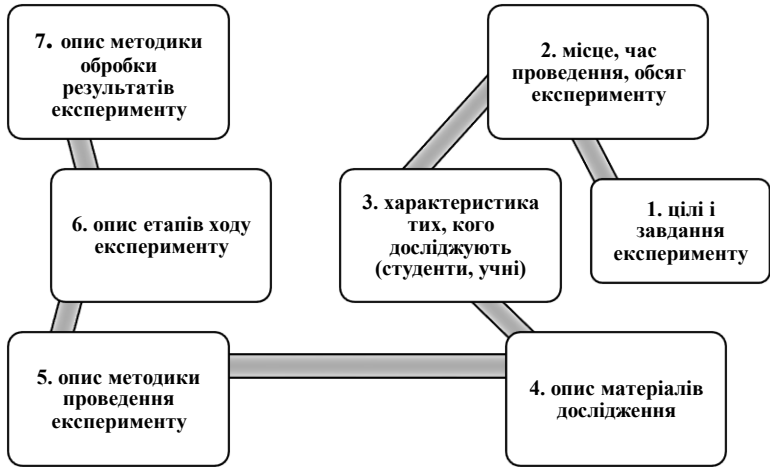 7. опис методики
обробки
результатів
експерименту
2. місце, час
проведення, обсяг
експерименту
6. опис етапів ходу
експерименту
3. характеристика
тих, кого
досліджують
(студенти, учні)
1. цілі і
завдання
експерименту
5. опис методики
проведення
експерименту
4. опис матеріалів
дослідження